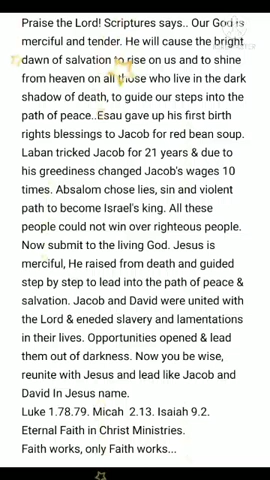 Praise the Lord! Scriptures says.. Our God is
merciful and tender. He will cause the bright
dawn of salvation to rise on us and to shine
from heaven on all those who live in the dark
shadow of death, to guide our steps into the
path of peace..Esau gave up his first birth
rights blessings to Jacob for red bean soup.
Laban tricked Jacob for 21 years & due to
his greediness changed Jacob's wages 10
times. Absalom chose lies, sin and violent
path to become Israel's king. All these
people could not win over righteous people.
Now submit to the living God. Jesus is
merciful, He raised from death and guided
step by step to lead into the path of peace &
salvation. Jacob and David were united with
the Lord & eneded slavery and lamentations
in their lives. Opportunities opened & lead
them out of darkness. Now you be wise,
reunite with Jesus and lead like Jacob and
David In Jesus name.
Luke 1.78.79. Micah 2.13. Isaiah 9.2.
Eternal Faith in Christ Ministries.
Faith works, only Faith works...